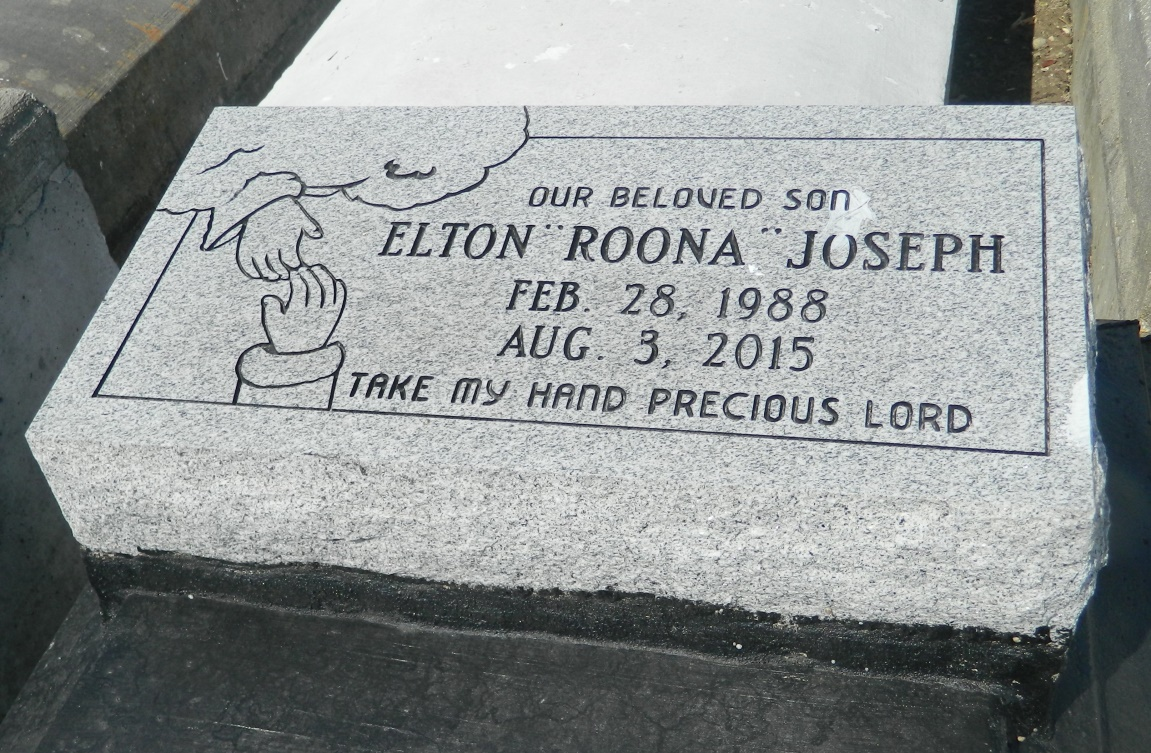 OUR BELOVED SON
ELTON "ROONA" JOSEPH
FEB. 28, 1988
AUG. 3, 2015
TAKE MY HAND PRECIOUS LORD